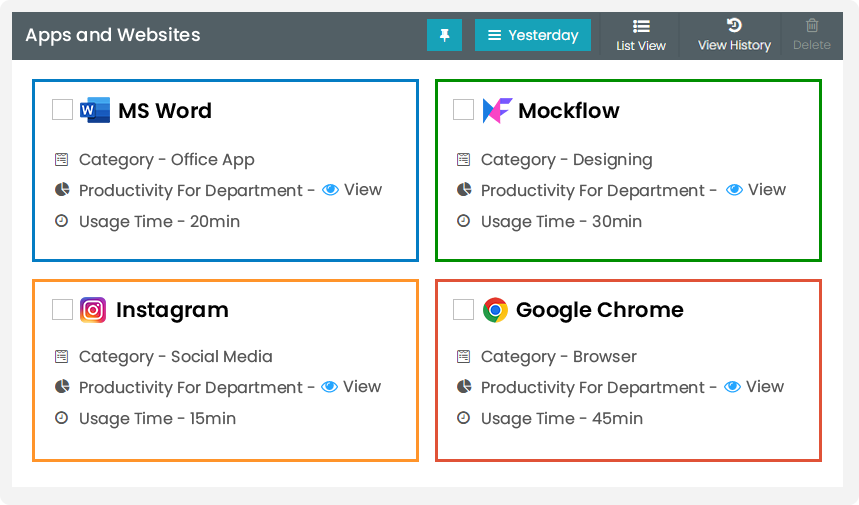 Apps and Websites
Yesterday
List View
View History
Delete
W MS Word
Category - Office App
Productivity For Department - View
Usage Time - 20min
Mockflow
Category - Designing
Productivity For Department - View
Usage Time - 30min
Instagram
Category - Social Media
Productivity For Department - View
Usage Time - 15min
Google Chrome
Category - Browser
Productivity For Department - View
Usage Time - 45min